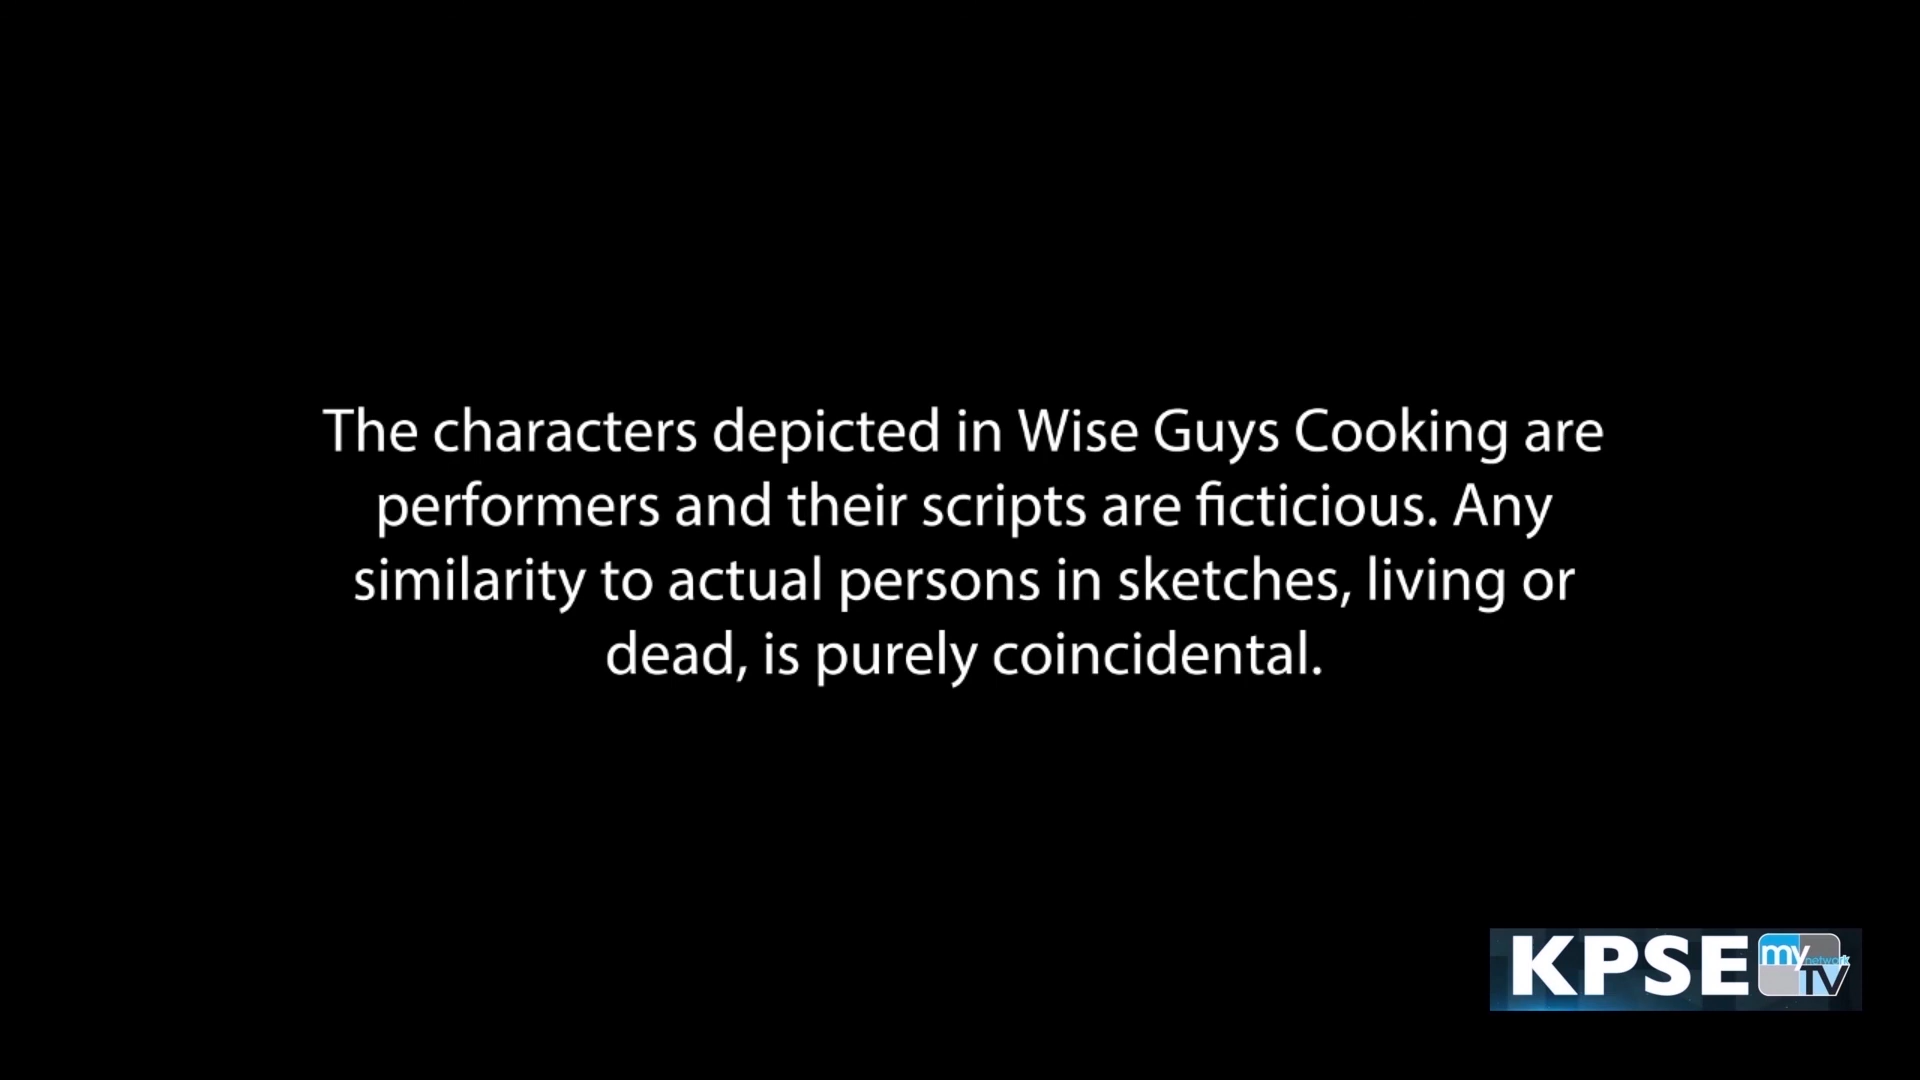 The characters depicted in Wise Guys Cooking are
performers and their scripts are ficticious. Any
similarity to actual persons in sketches, living or
dead, is purely coincidental.
KPSE my network TV